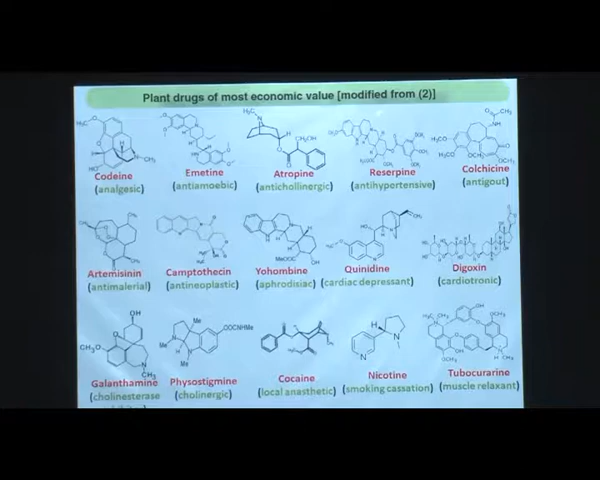 Plant drugs of most economic value [modified from (2)]
Codeine
(analgesic)
Emetine
(antiamoebic)
Atropine
(antichollinergic)
Reserpine
(antihypertensive)
Colchicine
(antigout)
Artemisinin
(antimalerial)
Camptothecin
(antineoplastic)
Yohombine
(aphrodisiac)
Quinidine
(cardiac depressant)
Digoxin
(cardiotronic)
Galanthamine
(cholinesterase
Physostigmine
(cholinergic)
Cocaine
(local anasthetic)
Nicotine
(smoking cassation)
Tubocurarine
(muscle relaxant)